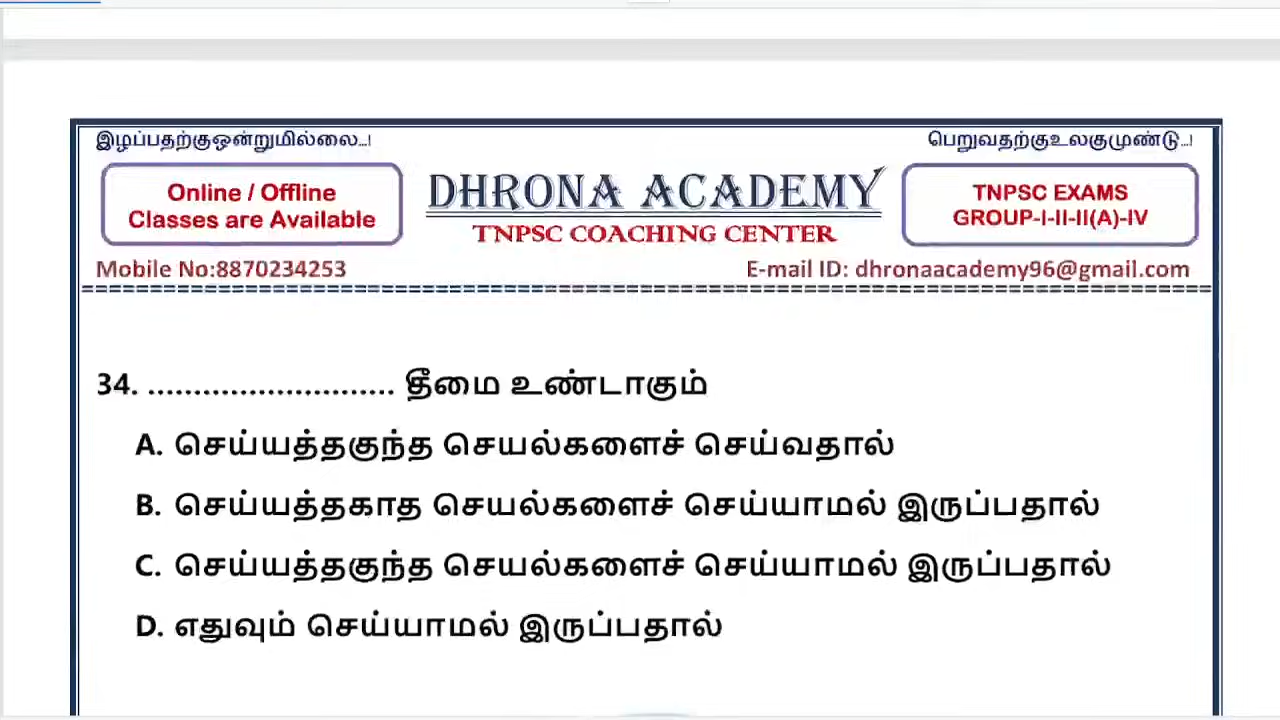 இழப்பதற்குஒன்றுமில்லை...! பெறுவதற்குஉலகுமுண்டு...!
Online / Offline
Classes are Available
DHRONA ACADEMY
TNPSC COACHING CENTER
TNPSC EXAMS
GROUP-I-II-II(A)-IV
Mobile No:8870234253 E-mail ID: dhronaacademy96@gmail.com
34. .......................... தீமை உண்டாகும்
A. செய்யத்தகுந்த செயல்களைச் செய்வதால்
B. செய்யத்தகாத செயல்களைச் செய்யாமல் இருப்பதால்
C. செய்யத்தகுந்த செயல்களைச் செய்யாமல் இருப்பதால்
D. எதுவும் செய்யாமல் இருப்பதால்